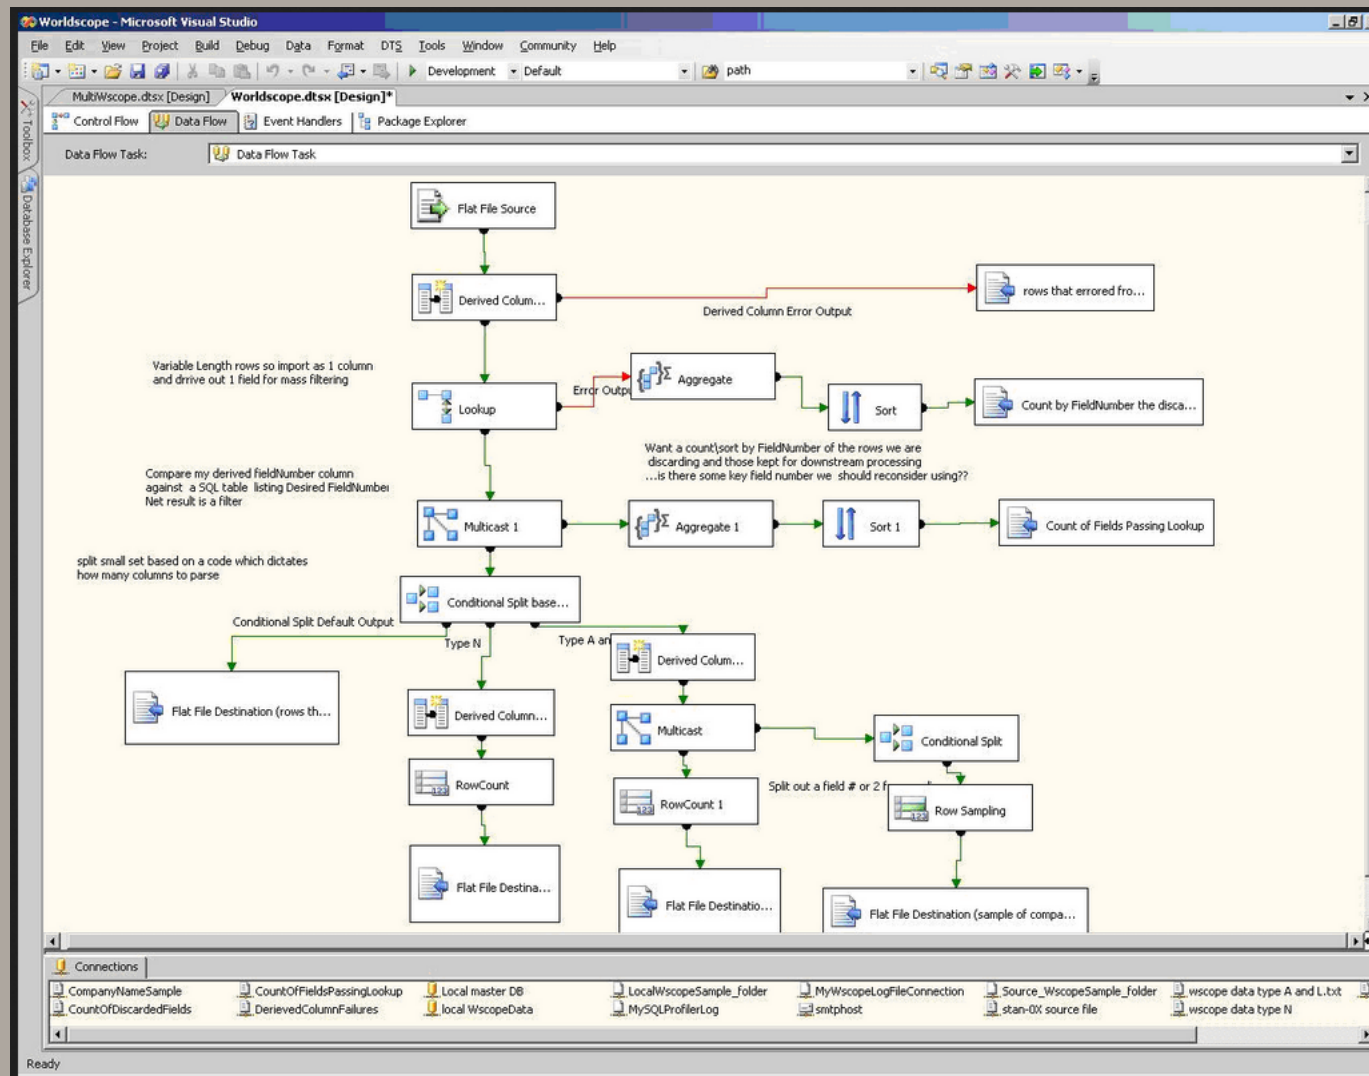 Worldscope - Microsoft Visual Studio
File Edit View Project Build Debug Data Format DTS Tools Window Community Help
Development Default path
MultiWscope.dtsx [Design] Worldscope.dtsx [Design]*
Control Flow Data Flow Event Handlers Package Explorer
Toolbox
Database Explorer
Data Flow Task: Data Flow Task
Flat File Source
Derived Colum...
rows that errored fro...
Derived Column Error Output
Variable Length rows so import as 1 column
and drrive out 1 field for mass filtering
Lookup
Error Outpu
Aggregate
Sort
Count by FieldNumber the disca...
Want a count\sort by FieldNumber of the rows we are
discarding and those kept for downstream processing
...is there some key field number we should reconsider using??
Compare my derived fieldNumber column
against a SQL table listing Desired FieldNumber
Net result is a filter
Multicast 1
Aggregate 1
Sort 1
Count of Fields Passing Lookup
split small set based on a code which dictates
how many columns to parse
Conditional Split base...
Conditional Split Default Output
Type N
Type A an
Derived Colum...
Flat File Destination (rows th...
Derived Column...
Multicast
Conditional Split
RowCount
Split out a field # or 2 f
RowCount 1
Row Sampling
Flat File Destina...
Flat File Destinatio...
Flat File Destination (sample of compa...
Connections
CompanyNameSample CountOfFieldsPassingLookup Local master DB LocalWscopeSample_folder MyWscopeLogFileConnection Source_WscopeSample_folder wscope data type A and L.txt
CountOfDiscardedFields DerievedColumnFailures local WscopeData MySQLProfilerLog smtphost stan-0X source file wscope data type N
Ready